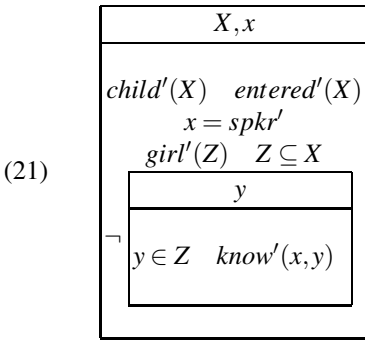 X, x
child′(X) entered′(X)
x = spkr′
girl′(Z) Z ⊆ X
(21)
y
¬
y ∈ Z know′(x, y)